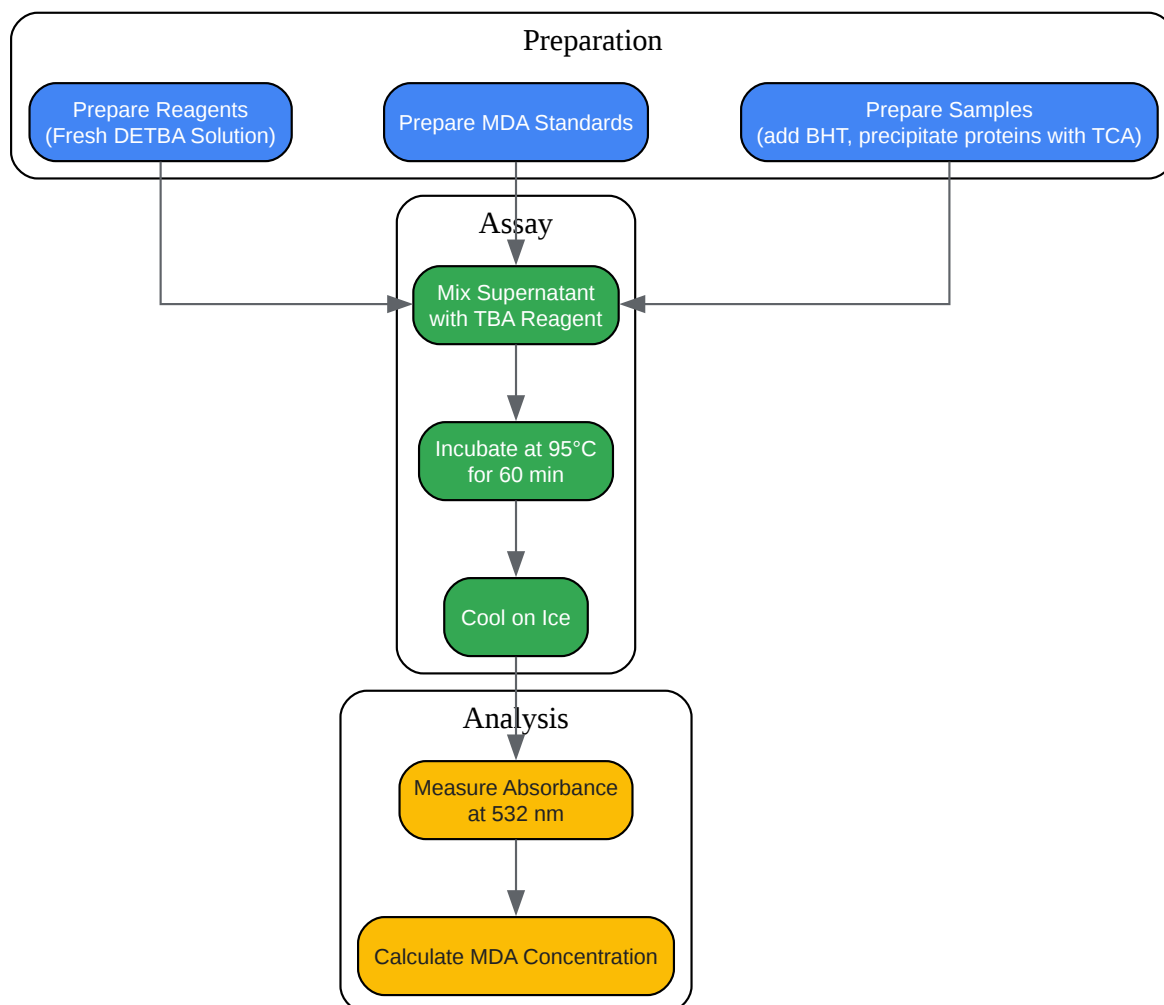 Preparation
Prepare Reagents
(Fresh DETBA Solution)
Prepare MDA Standards
Prepare Samples
(add BHT, precipitate proteins with TCA)
Assay
Mix Supernatant
with TBA Reagent
Incubate at 95°C
for 60 min
Cool on Ice
Analysis
Measure Absorbance
at 532 nm
Calculate MDA Concentration